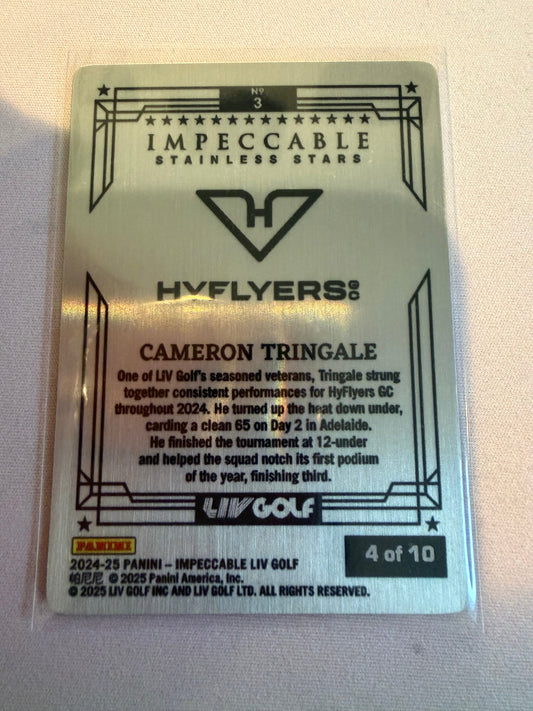 Nº
3
IMPECCABLE
STAINLESS STARS
H
HYFLYERS GC
CAMERON TRINGALE
One of LIV Golf's seasoned veterans, Tringale strung
together consistent performances for HyFlyers GC
throughout 2024. He turned up the heat down under,
carding a clean 65 on Day 2 in Adelaide.
He finished the tournament at 12-under
and helped the squad notch its first podium
of the year, finishing third.
LIV GOLF
PANINI
4 of 10
2024-25 PANINI – IMPECCABLE LIV GOLF
帕尼尼 © 2025 Panini America, Inc.
© 2025 LIV GOLF INC AND LIV GOLF LTD. ALL RIGHTS RESERVED.